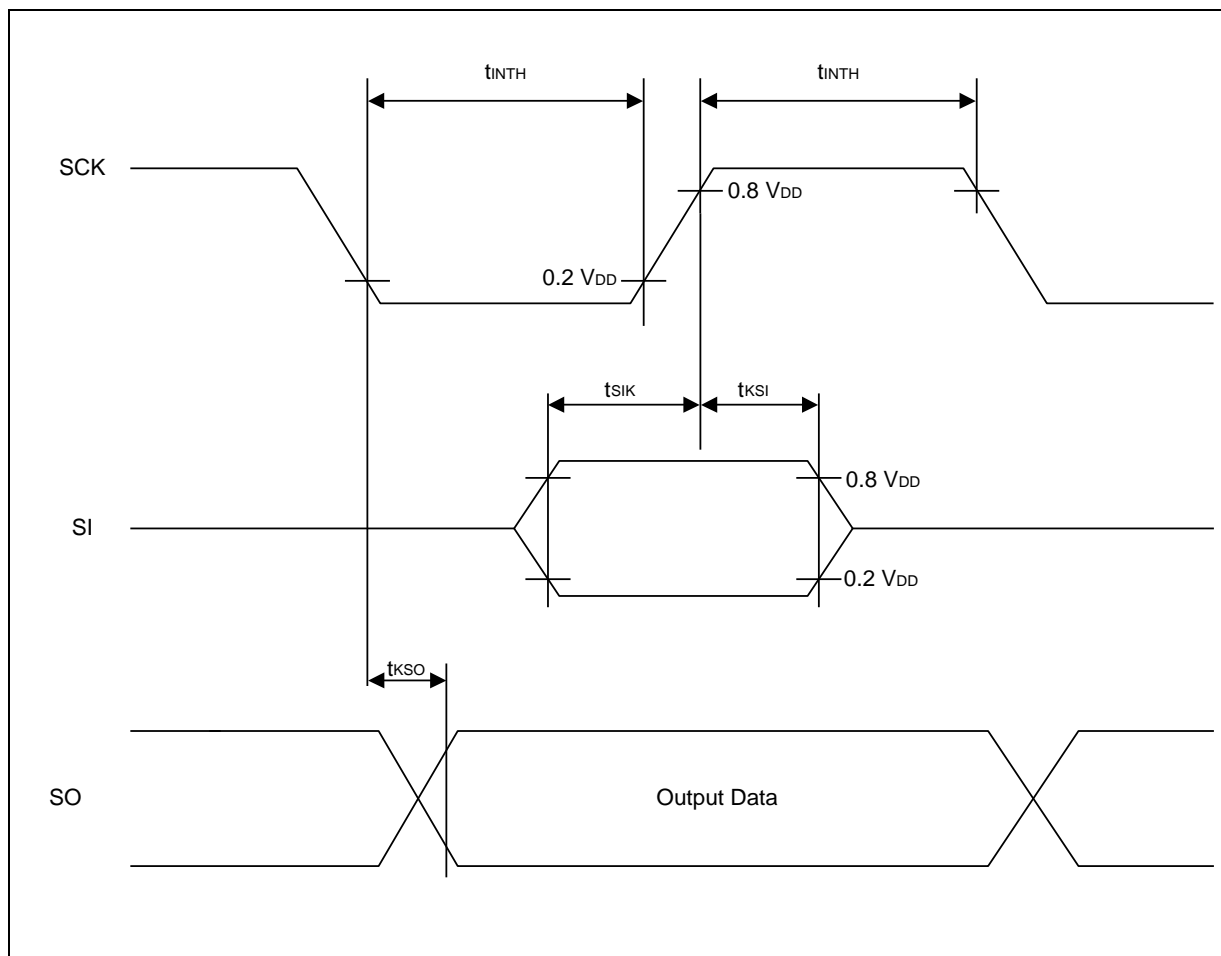 tINTH
tINTH
SCK
0.8 VDD
0.2 VDD
tSIK
tKSI
0.8 VDD
SI
0.2 VDD
tKSO
SO
Output Data